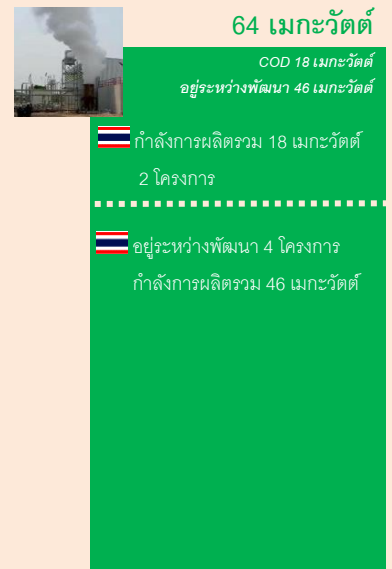 64 เมกะวัตต์
COD 18 เมกะวัตต์
อยู่ระหว่างพัฒนา 46 เมกะวัตต์
กำลังการผลิตรวม 18 เมกะวัตต์
2 โครงการ
อยู่ระหว่างพัฒนา 4 โครงการ
กำลังการผลิตรวม 46 เมกะวัตต์